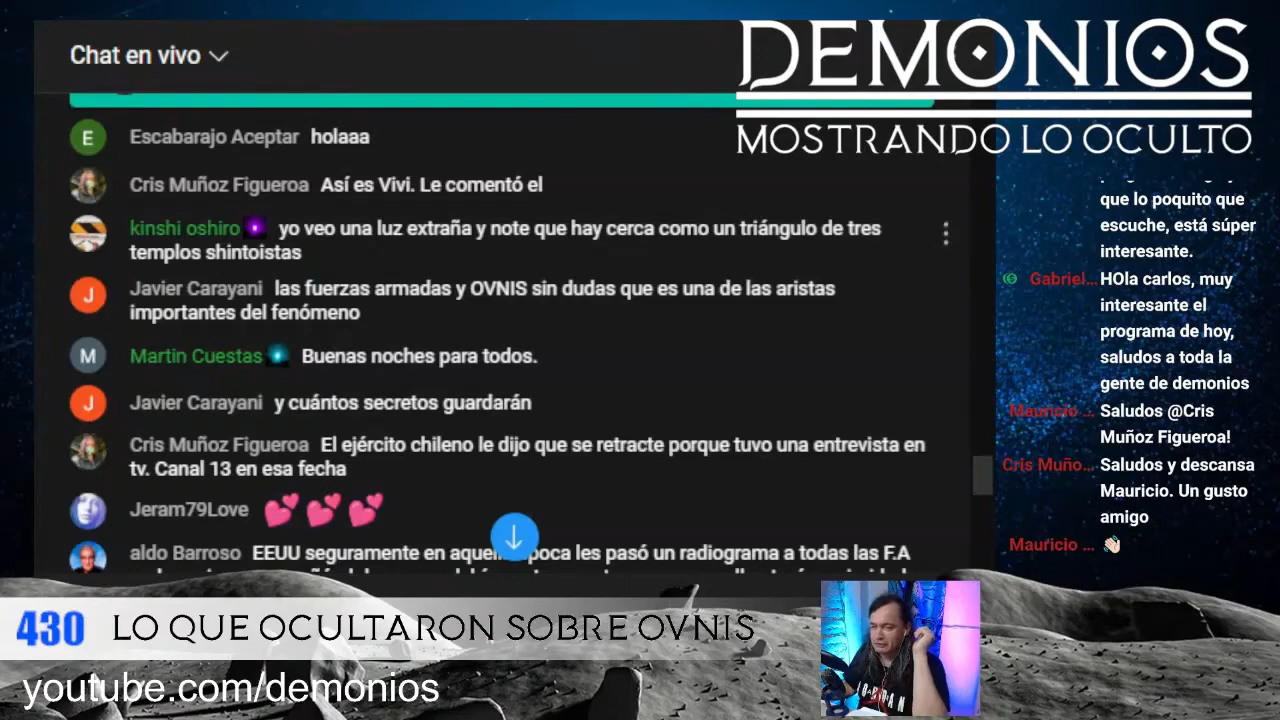 Chat en vivo
DEMONIOS
MOSTRANDO LO OCULTO
E
Escabarajo Aceptar holaaa
Cris Muñoz Figueroa Así es Vivi. Le comentó el
kinshi oshiro yo veo una luz extraña y note que hay cerca como un triángulo de tres
templos shintoistas
J
Javier Carayani las fuerzas armadas y OVNIS sin dudas que es una de las aristas
importantes del fenómeno
M
Martin Cuestas Buenas noches para todos.
J
Javier Carayani y cuántos secretos guardarán
Cris Muñoz Figueroa El ejército chileno le dijo que se retracte porque tuvo una entrevista en
tv. Canal 13 en esa fecha
Jeram79Love 💕 💕 💕
aldo Barroso EEUU seguramente en les pasó un radiograma a todas las F.A
que lo poquito que
escuche, está súper
interesante.
Gabriel... HOla carlos, muy
interesante el
programa de hoy,
saludos a toda la
gente de demonios
Mauricio ... Saludos @Cris
Muñoz Figueroa!
Cris Muño... Saludos y descansa
Mauricio. Un gusto
amigo
Mauricio ... 👋🏻
430 LO QUE OCULTARON SOBRE OVNIS
youtube.com/demonios